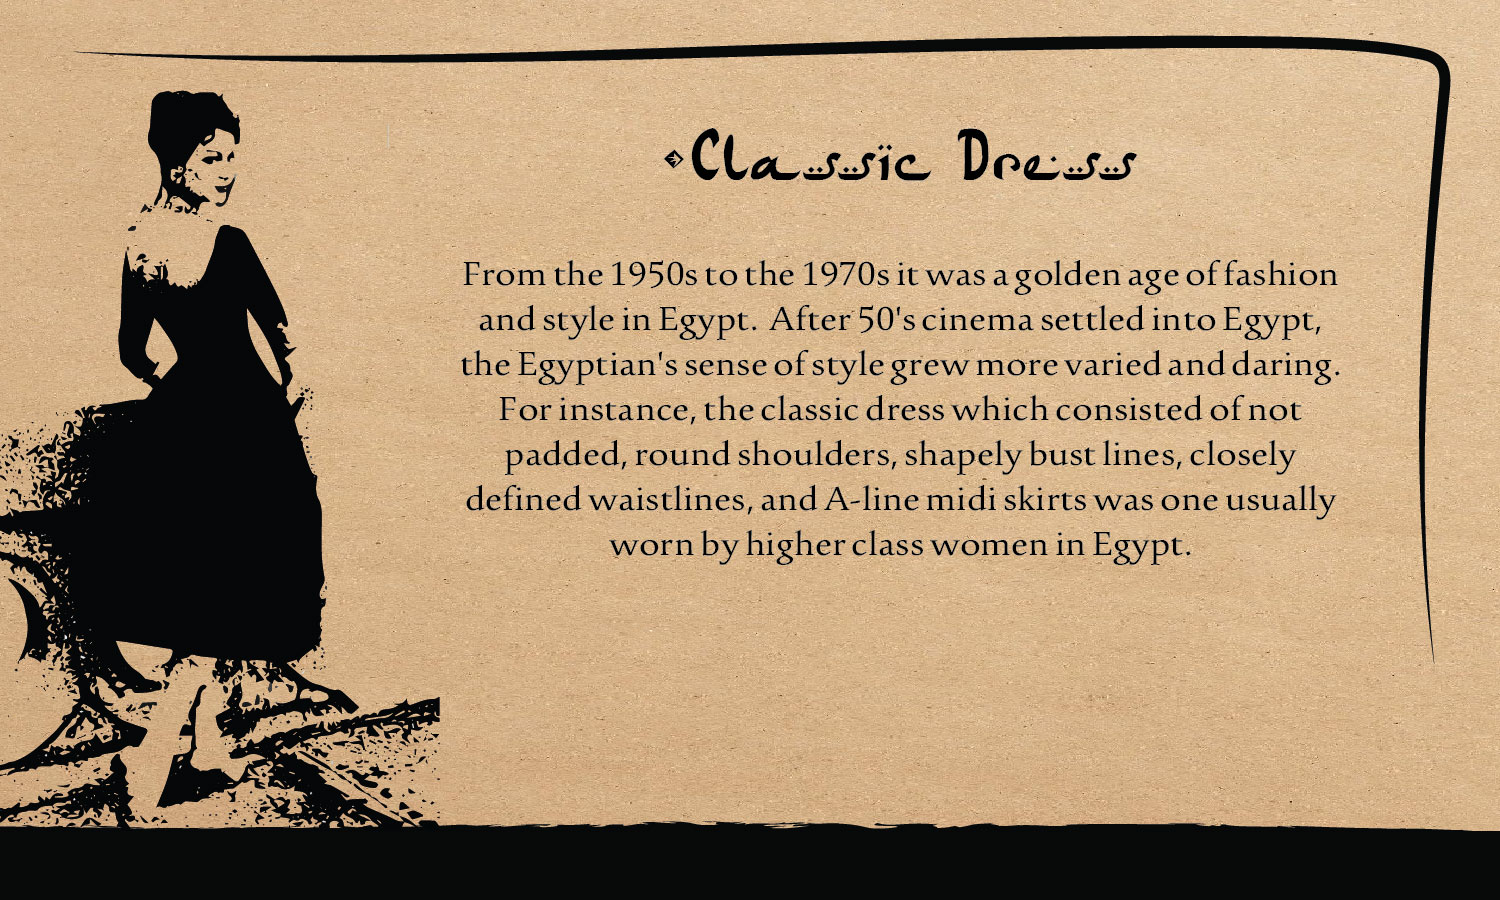 Classic Dress
From the 1950s to the 1970s it was a golden age of fashion
and style in Egypt. After 50's cinema settled into Egypt,
the Egyptian's sense of style grew more varied and daring.
For instance, the classic dress which consisted of not
padded, round shoulders, shapely bust lines, closely
defined waistlines, and A-line midi skirts was one usually
worn by higher class women in Egypt.